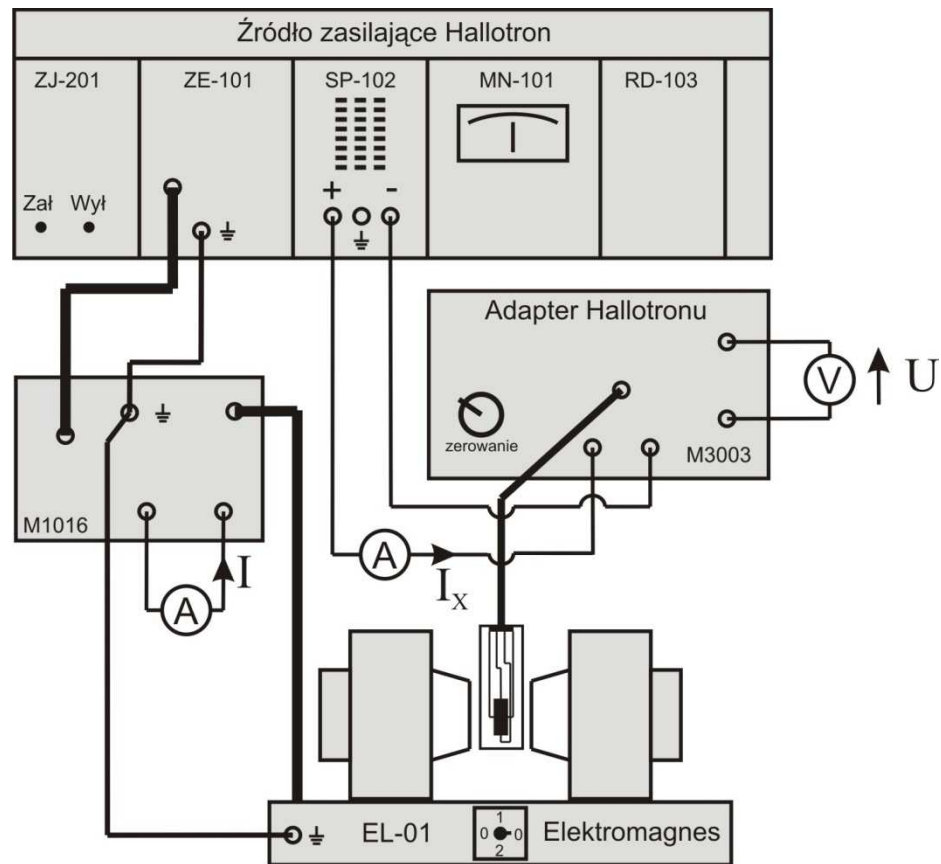 Źródło zasilające Hallotron
ZJ-201 ZE-101 SP-102 MN-101 RD-103
+ -
Zał Wył
Adapter Hallotronu
zerowanie
M3003
V U
M1016
A I
A I_X
EL-01
1
0 0
2
Elektromagnes